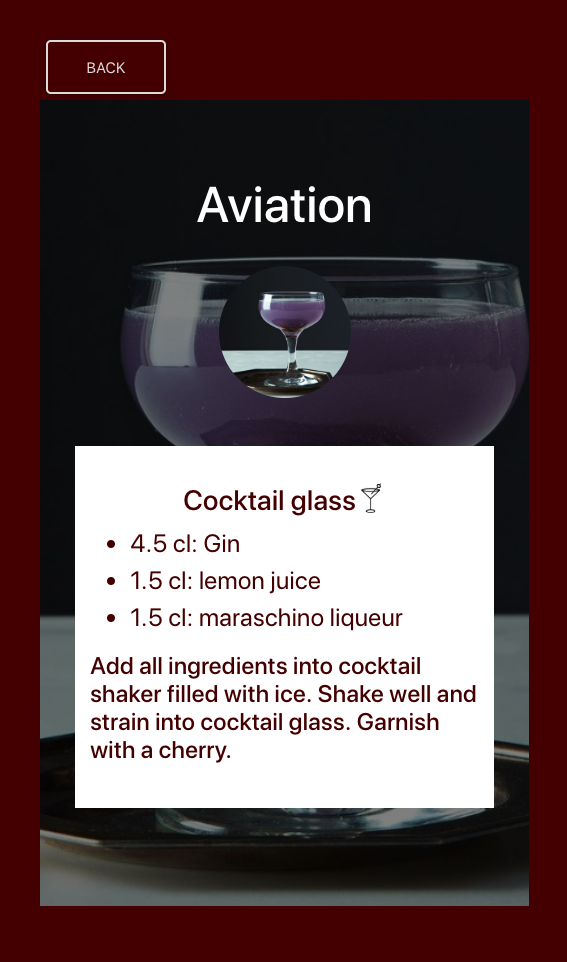 BACK
Aviation
Cocktail glass
4.5 cl: Gin
1.5 cl: lemon juice
1.5 cl: maraschino liqueur
Add all ingredients into cocktail
shaker filled with ice. Shake well and
strain into cocktail glass. Garnish
with a cherry.